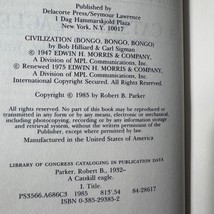 Published by
Delacorte Press/Seymour Lawrence
1 Dag Hammarskjold Plaza
New York, N.Y. 10017
CIVILIZATION (BONGO, BONGO, BONGO)
by Bob Hilliard & Carl Sigman
© 1947 EDWIN H. MORRIS & COMPANY,
A Division of MPL Communications, Inc.
© Renewed 1975 EDWIN H. MORRIS & COMPANY,
A Division of MPL Communications, Inc.
International Copyright Secured. All Rights Reserved.
Copyright © 1985 by Robert B. Parker
All rights reserved. No part of this book may be reproduced
in any form or by any means, electronic or mechanical,
including photocopying, recording or by any information storage
and retrieval system, without the written permission of the
Publisher, except where permitted by law.
Manufactured in the United States of America
LIBRARY OF CONGRESS CATALOGING IN PUBLICATION DATA
Parker, Robert B., 1932–
A Catskill eagle.
I. Title.
PS3566.A686C3 1985 813'.54 84-28617
ISBN 0-385-29385-2